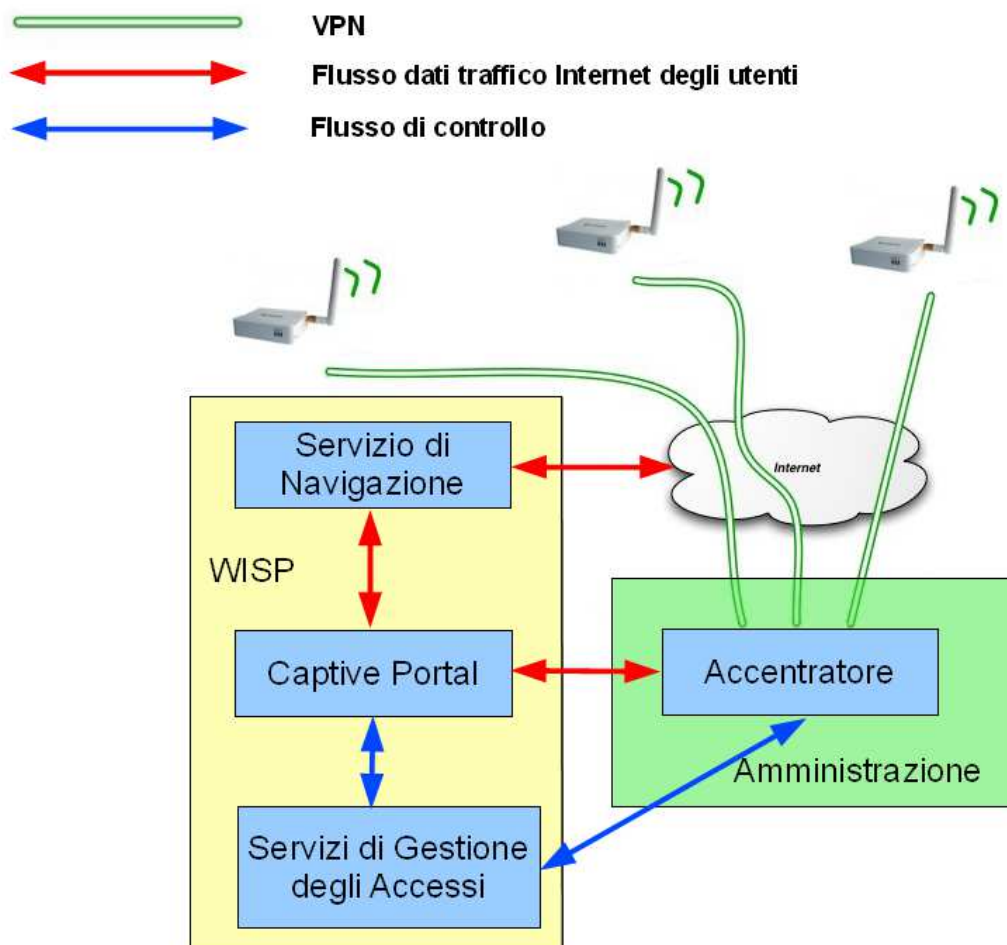 VPN
Flusso dati traffico Internet degli utenti
Flusso di controllo
Servizio di
Navigazione
Internet
WISP
Captive Portal
Accentratore
Amministrazione
Servizi di Gestione
degli Accessi